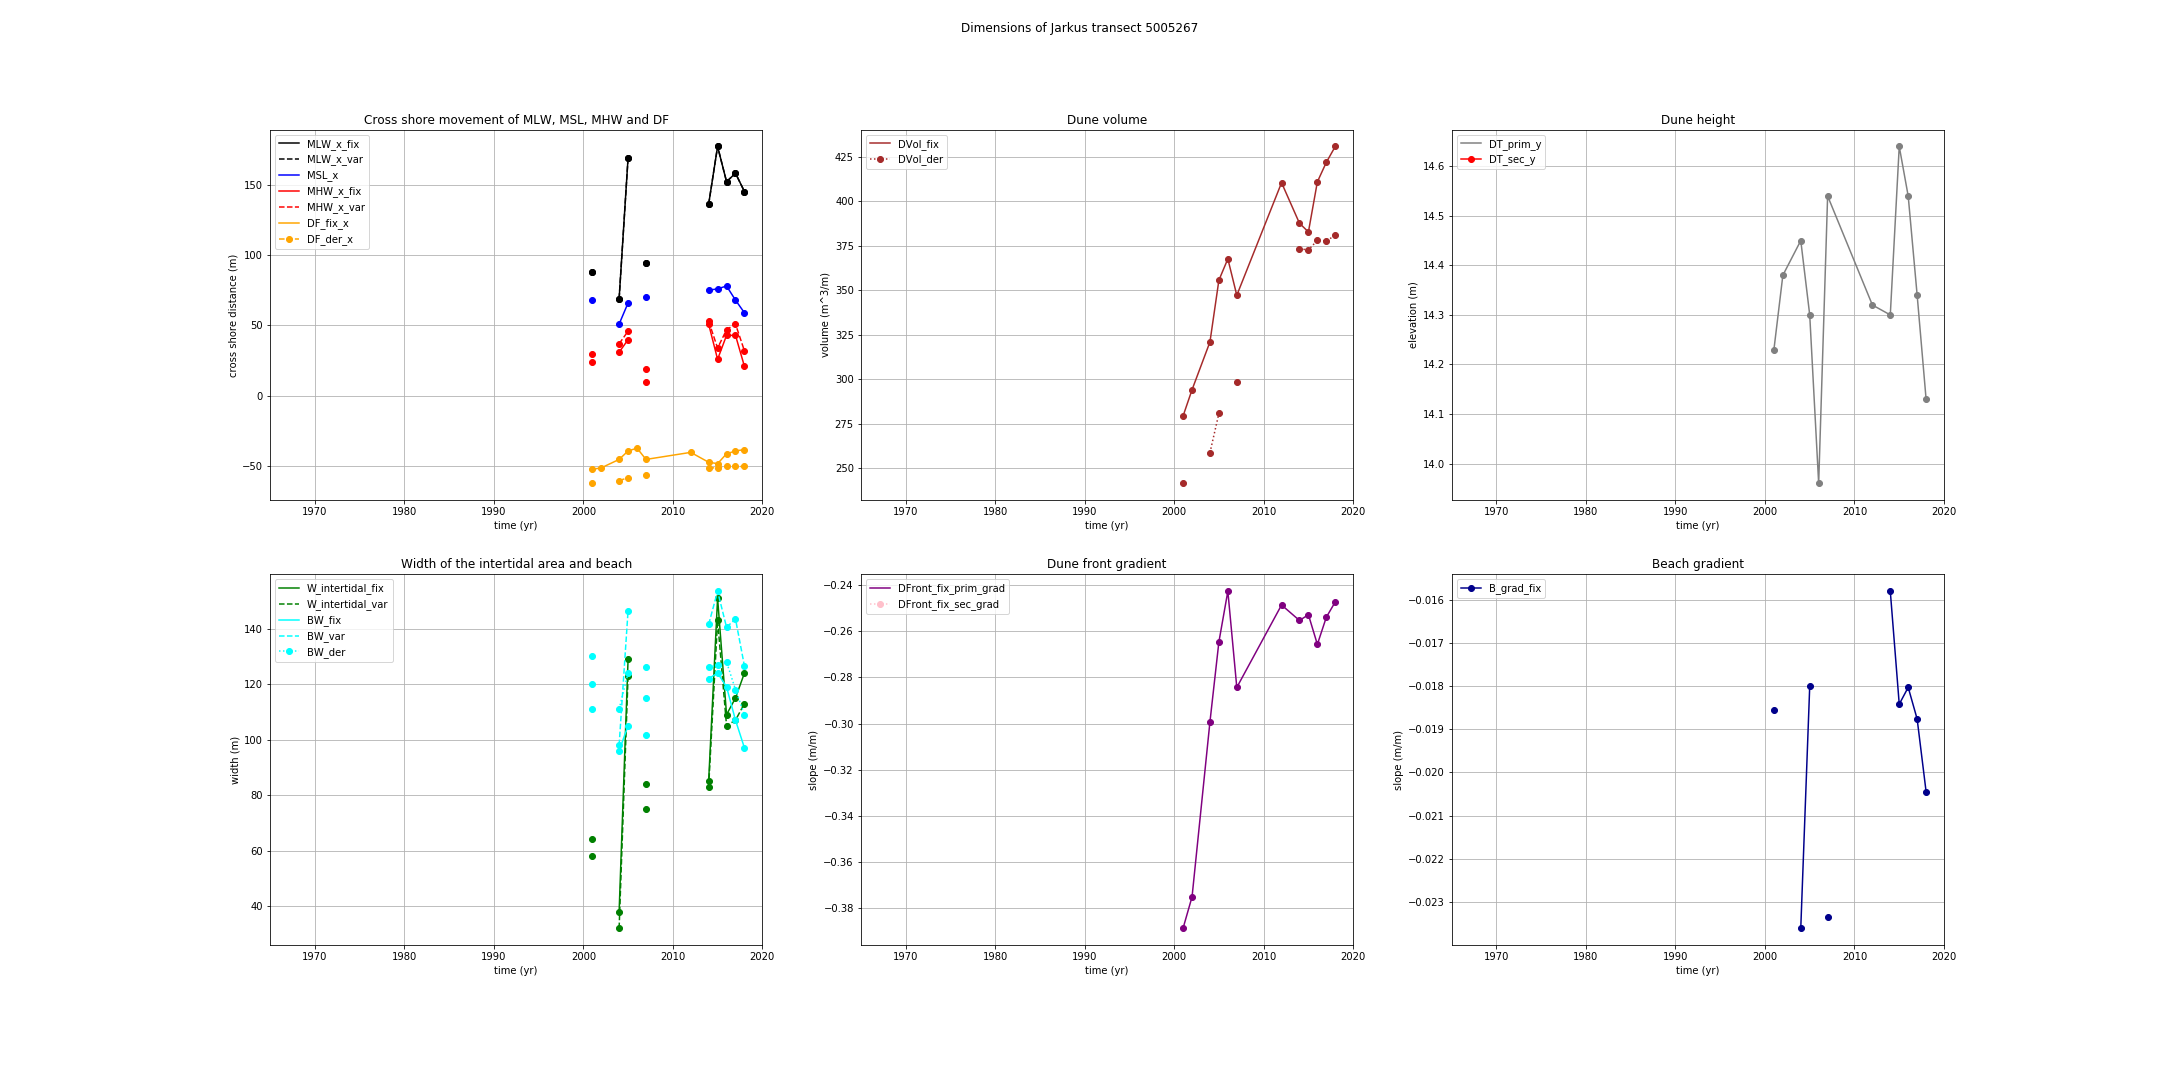 Dimensions of Jarkus transect 5005267
Cross shore movement of MLW, MSL, MHW and DF
MLW_x_fix
MLW_x_var
MSL_x
MHW_x_fix
MHW_x_var
DF_fix_x
DF_der_x
cross shore distance (m)
150
100
50
0
−50
1970 1980 1990 2000 2010 2020
time (yr)
Dune volume
DVol_fix
DVol_der
volume (m^3/m)
425
400
375
350
325
300
275
250
1970 1980 1990 2000 2010 2020
time (yr)
Dune height
DT_prim_y
DT_sec_y
elevation (m)
14.6
14.5
14.4
14.3
14.2
14.1
14.0
1970 1980 1990 2000 2010 2020
time (yr)
Width of the intertidal area and beach
W_intertidal_fix
W_intertidal_var
BW_fix
BW_var
BW_der
width (m)
140
120
100
80
60
40
1970 1980 1990 2000 2010 2020
time (yr)
Dune front gradient
DFront_fix_prim_grad
DFront_fix_sec_grad
slope (m/m)
−0.24
−0.26
−0.28
−0.30
−0.32
−0.34
−0.36
−0.38
1970 1980 1990 2000 2010 2020
time (yr)
Beach gradient
B_grad_fix
slope (m/m)
−0.016
−0.017
−0.018
−0.019
−0.020
−0.021
−0.022
−0.023
1970 1980 1990 2000 2010 2020
time (yr)